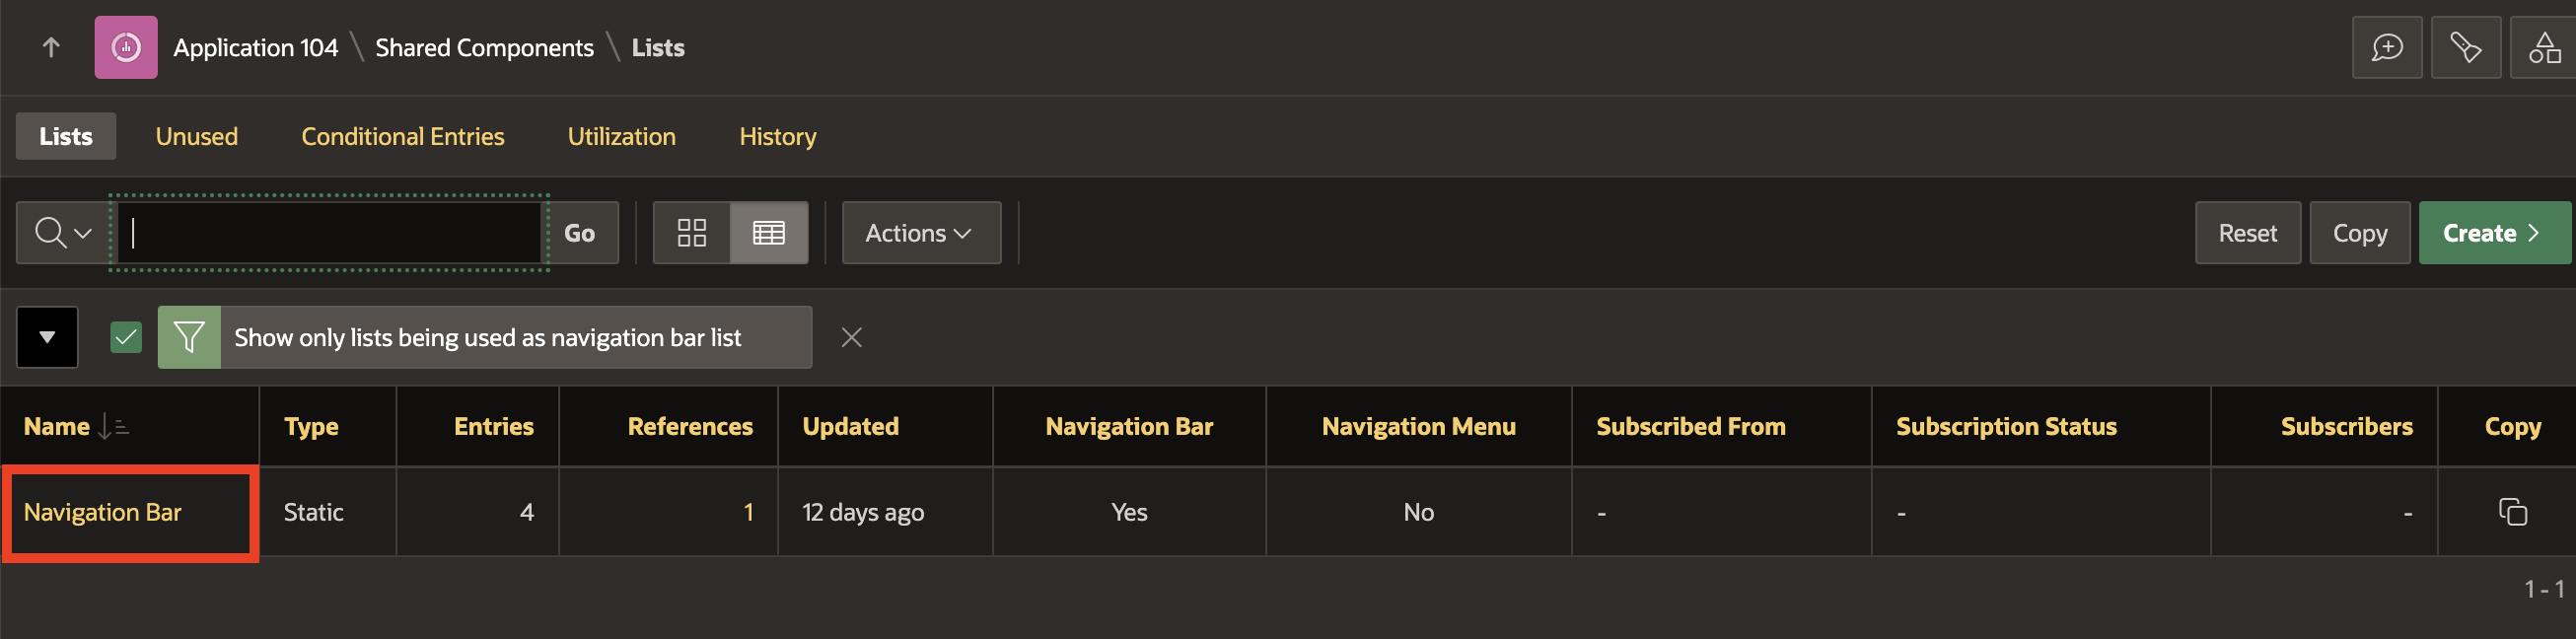 Application 104 \ Shared Components \ Lists
Lists Unused Conditional Entries Utilization History
Go Actions Reset Copy Create
Show only lists being used as navigation bar list
Name Type Entries References Updated Navigation Bar Navigation Menu Subscribed From Subscription Status Subscribers Copy
Navigation Bar Static 4 1 12 days ago Yes No - - -
1 - 1